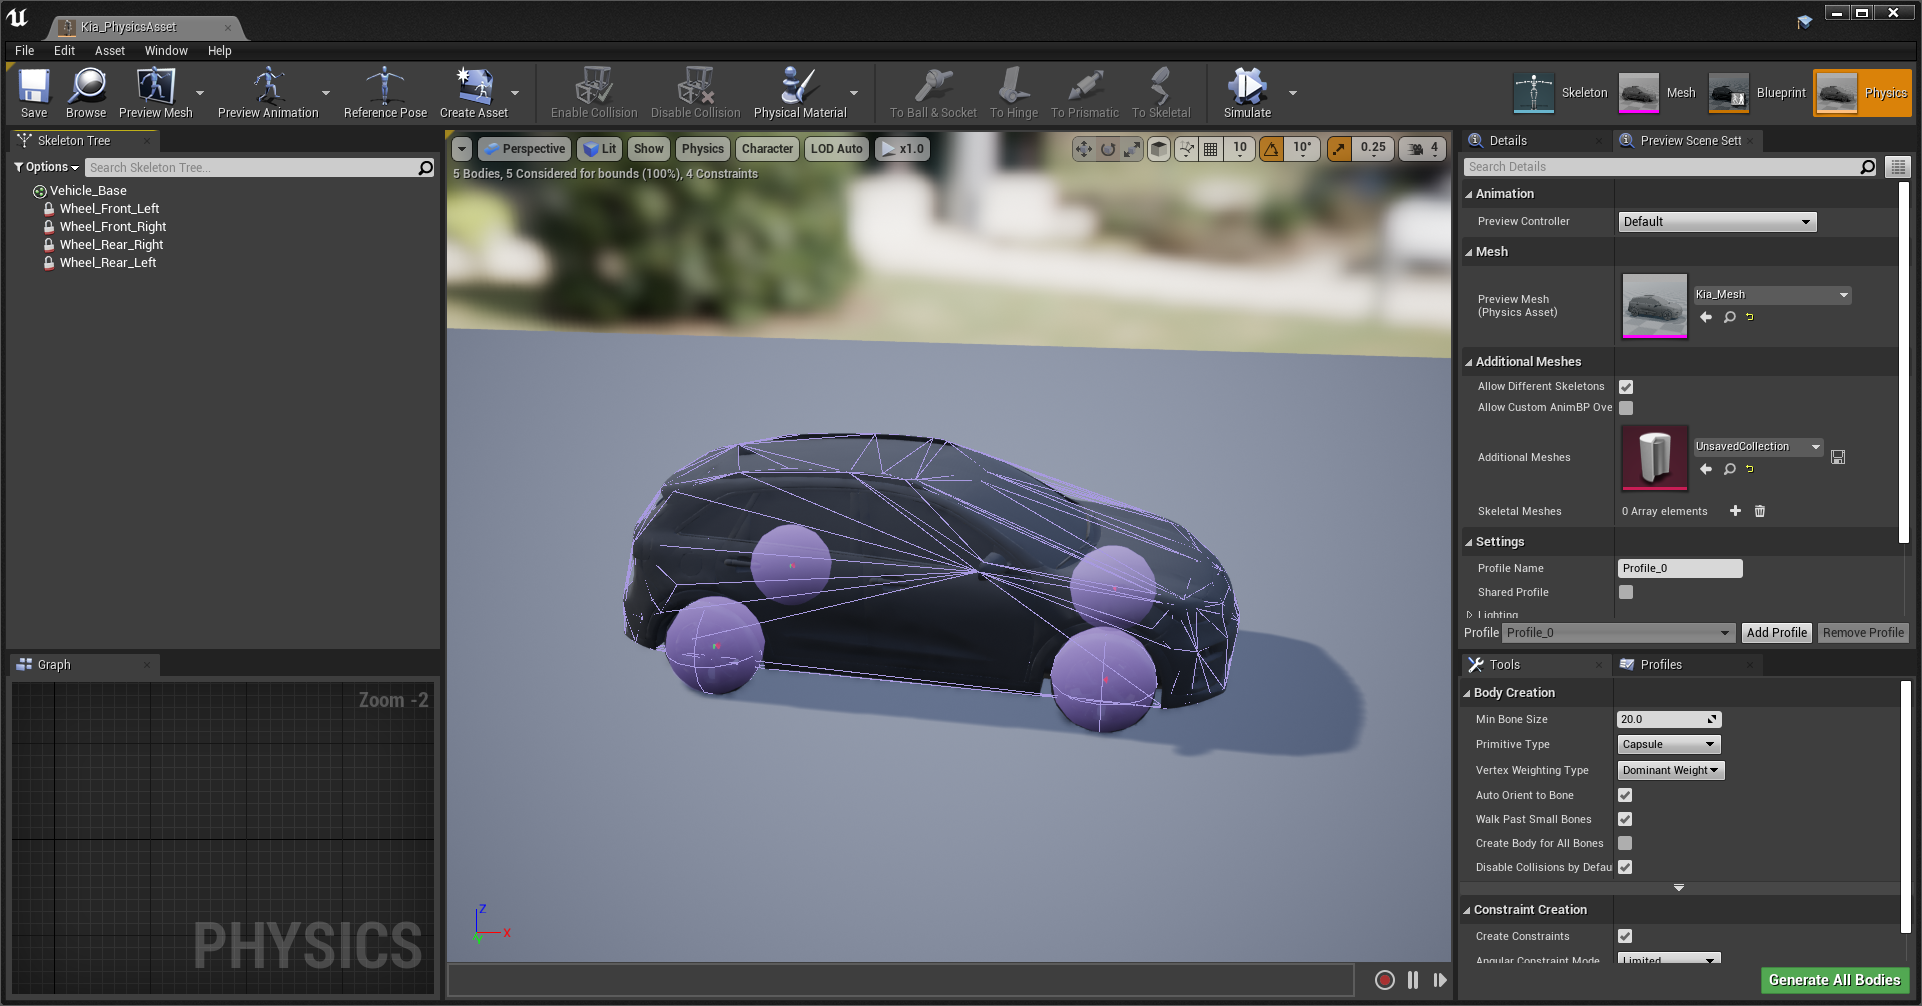 Kia_PhysicsAsset
File Edit Asset Window Help
Save
Browse
Preview Mesh
Preview Animation
Reference Pose
Create Asset
Enable Collision
Disable Collision
Physical Material
To Ball & Socket
To Hinge
To Prismatic
To Skeletal
Simulate
Skeleton
Mesh
Blueprint
Physics
Skeleton Tree
Options
Search Skeleton Tree...
Vehicle_Base
Wheel_Front_Left
Wheel_Front_Right
Wheel_Rear_Right
Wheel_Rear_Left
Graph
Zoom -2
PHYSICS
Perspective
Lit
Show
Physics
Character
LOD Auto
x1.0
10
10°
0.25
4
5 Bodies, 5 Considered for bounds (100%), 4 Constraints
Z
X
Y
Details
Preview Scene Sett
Search Details
Animation
Preview Controller
Default
Mesh
Preview Mesh
(Physics Asset)
Kia_Mesh
Additional Meshes
Allow Different Skeletons
Allow Custom AnimBP Ove
Additional Meshes
UnsavedCollection
Skeletal Meshes
0 Array elements
Settings
Profile Name
Profile_0
Shared Profile
Lighting
Profile
Profile_0
Add Profile
Remove Profile
Tools
Profiles
Body Creation
Min Bone Size
20.0
Primitive Type
Capsule
Vertex Weighting Type
Dominant Weight
Auto Orient to Bone
Walk Past Small Bones
Create Body for All Bones
Disable Collisions by Defau
Constraint Creation
Create Constraints
Angular Constraint Mode
Limited
Generate All Bodies